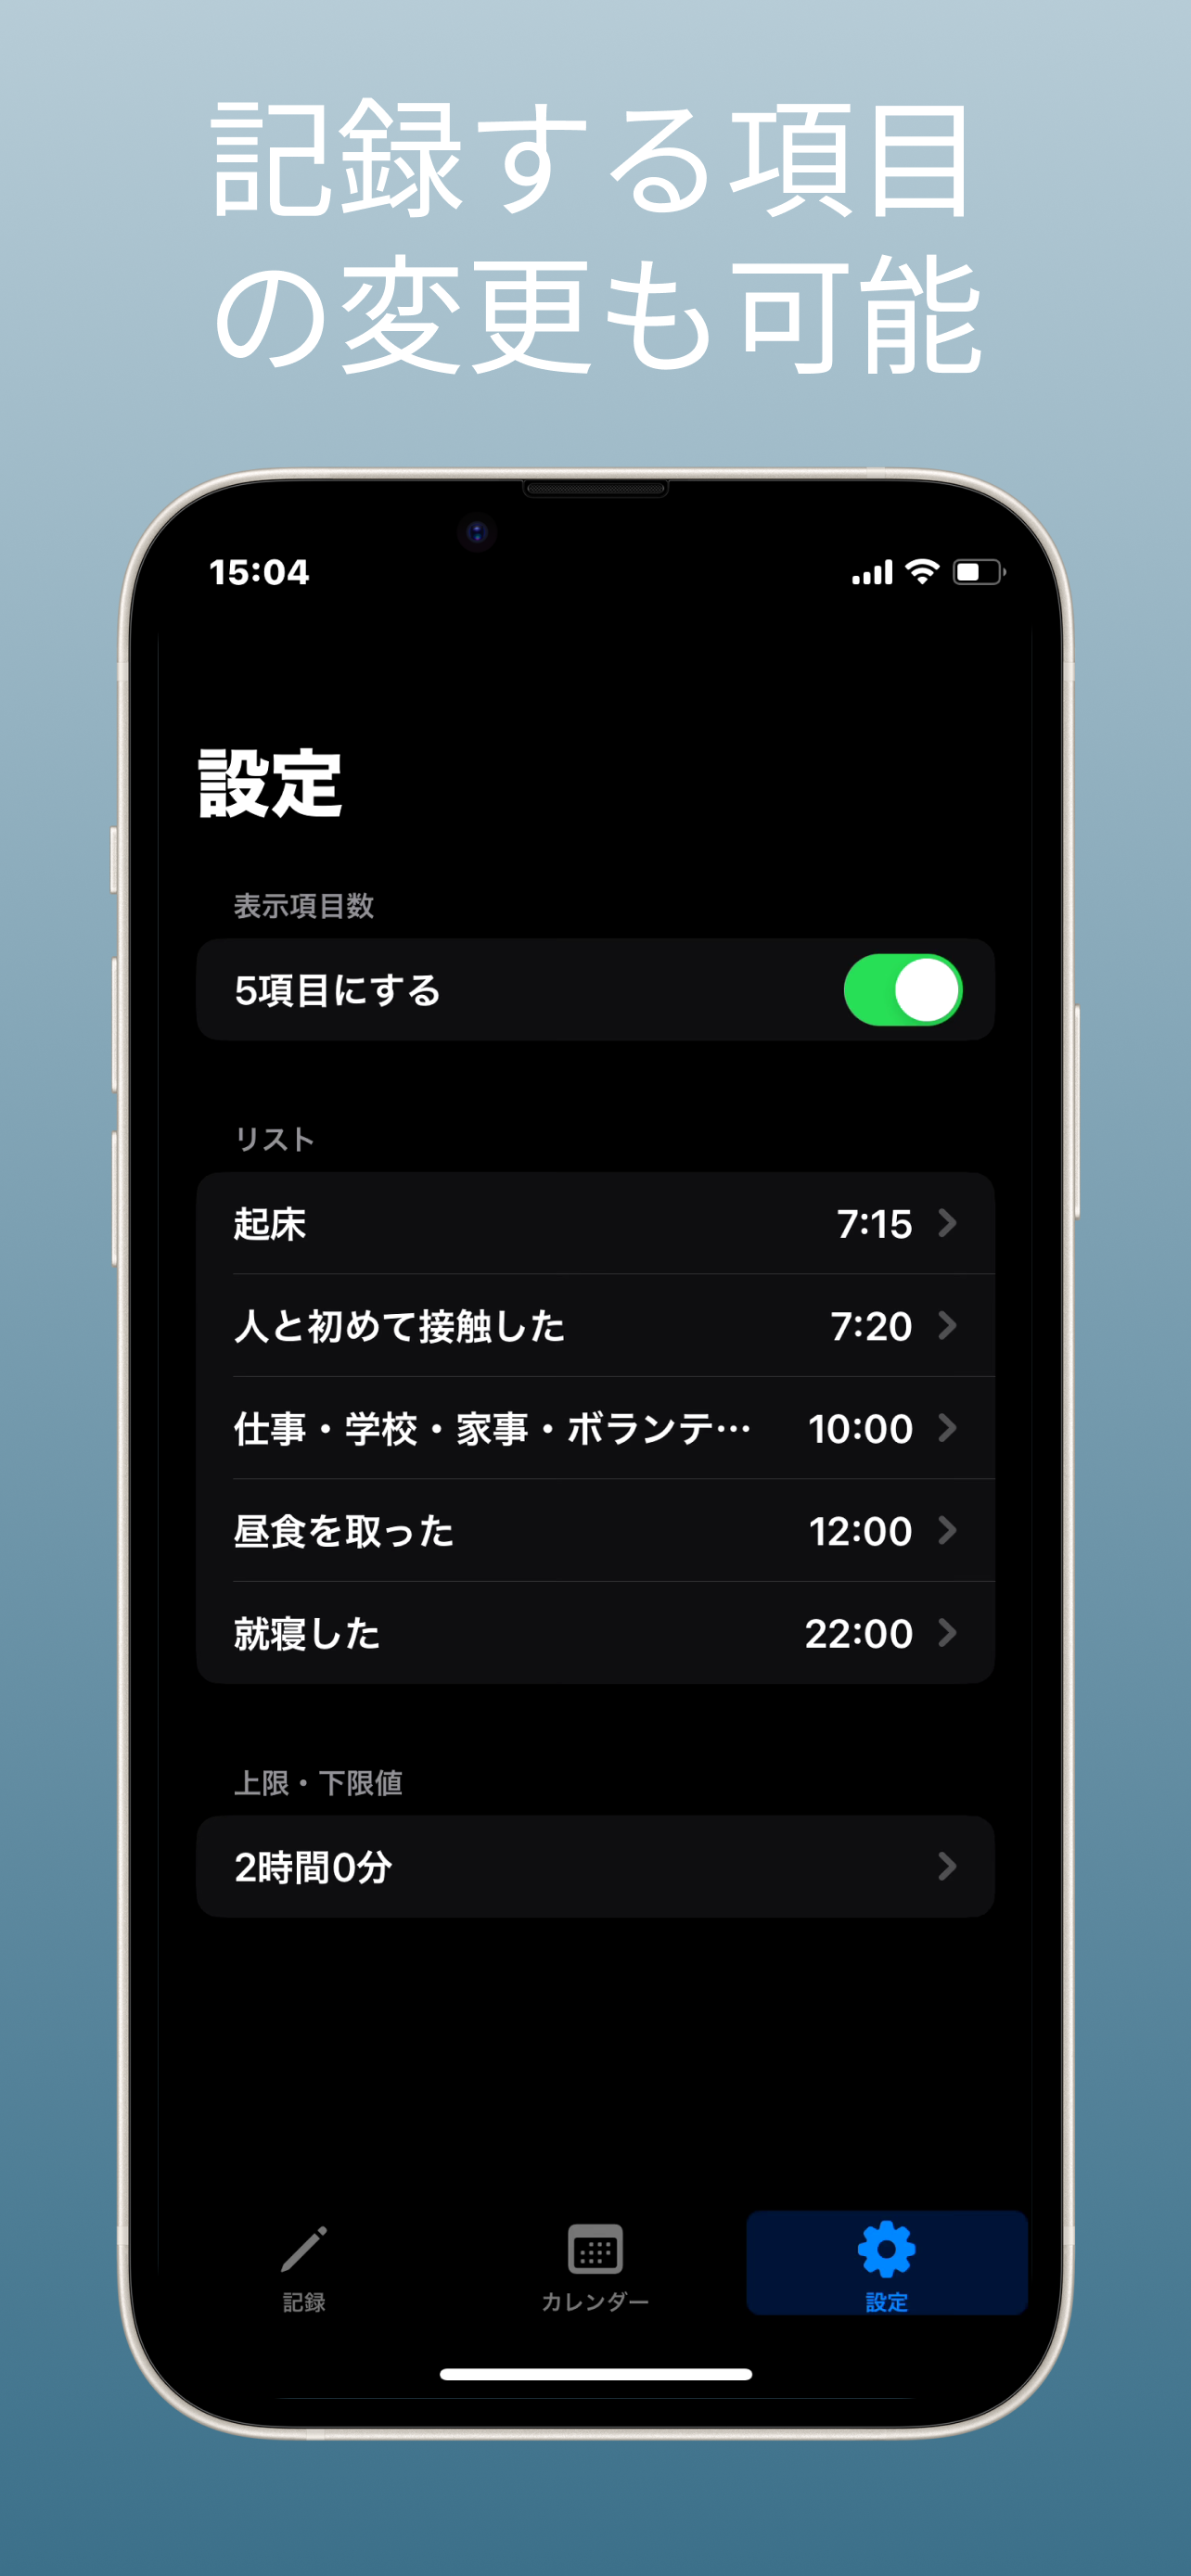 記録する項目
の変更も可能
15:04
設定
表示項目数
5項目にする
リスト
起床 7:15
人と初めて接触した 7:20
仕事・学校・家事・ボランテ… 10:00
昼食を取った 12:00
就寝した 22:00
上限・下限値
2時間0分
記録 カレンダー 設定